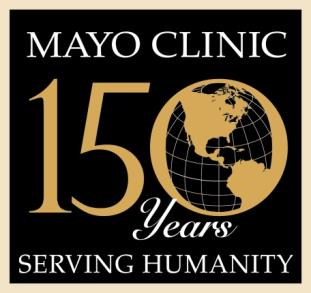 MAYO CLINIC
150
Years
SERVING HUMANITY